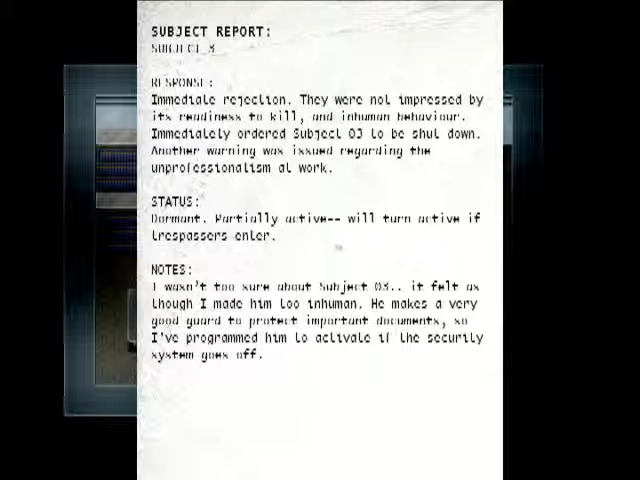 SUBJECT REPORT:
SUBJECT 3
RESPONSE:
Immediate rejection. They were not impressed by
its readiness to kill, and inhuman behaviour.
Immediately ordered Subject 03 to be shut down.
Another warning was issued regarding the
unprofessionalism at work.
STATUS:
Dormant. Partially active-- will turn active if
trespassers enter.
NOTES:
I wasn't too sure about Subject 03.. it felt as
though I made him too inhuman. He makes a very
good guard to protect important documents, so
I've programmed him to activate if the security
system goes off.